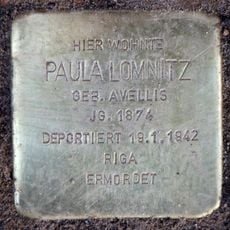 HIER WOHNTE
PAULA LOMNITZ
GEB. AVELLIS
JG. 1874
DEPORTIERT 19.1.1942
RIGA
ERMORDET